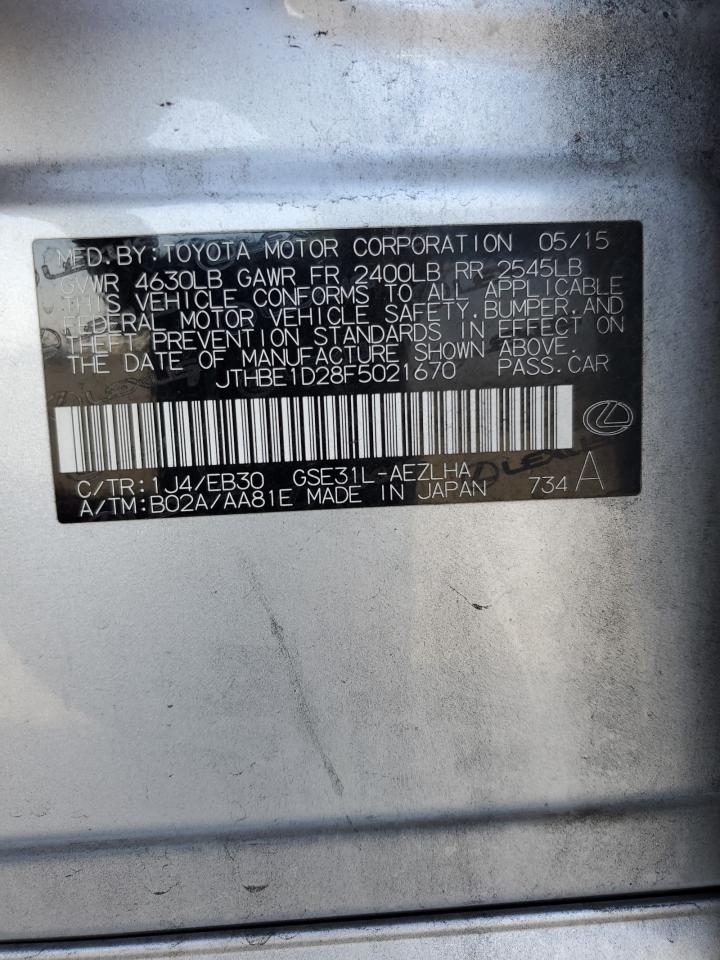 MFD.BY:TOYOTA MOTOR CORPORATION 05/15
GVWR 4630LB GAWR FR 2400LB RR 2545LB
THIS VEHICLE CONFORMS TO ALL APPLICABLE
FEDERAL MOTOR VEHICLE SAFETY,BUMPER,AND
THEFT PREVENTION STANDARDS IN EFFECT ON
THE DATE OF MANUFACTURE SHOWN ABOVE.
JTHBE1D28F5021670 PASS.CAR
C/TR:1J4/EB30 GSE31L-AEZLHA
A/TM:B02A/AA81E MADE IN JAPAN 734 A